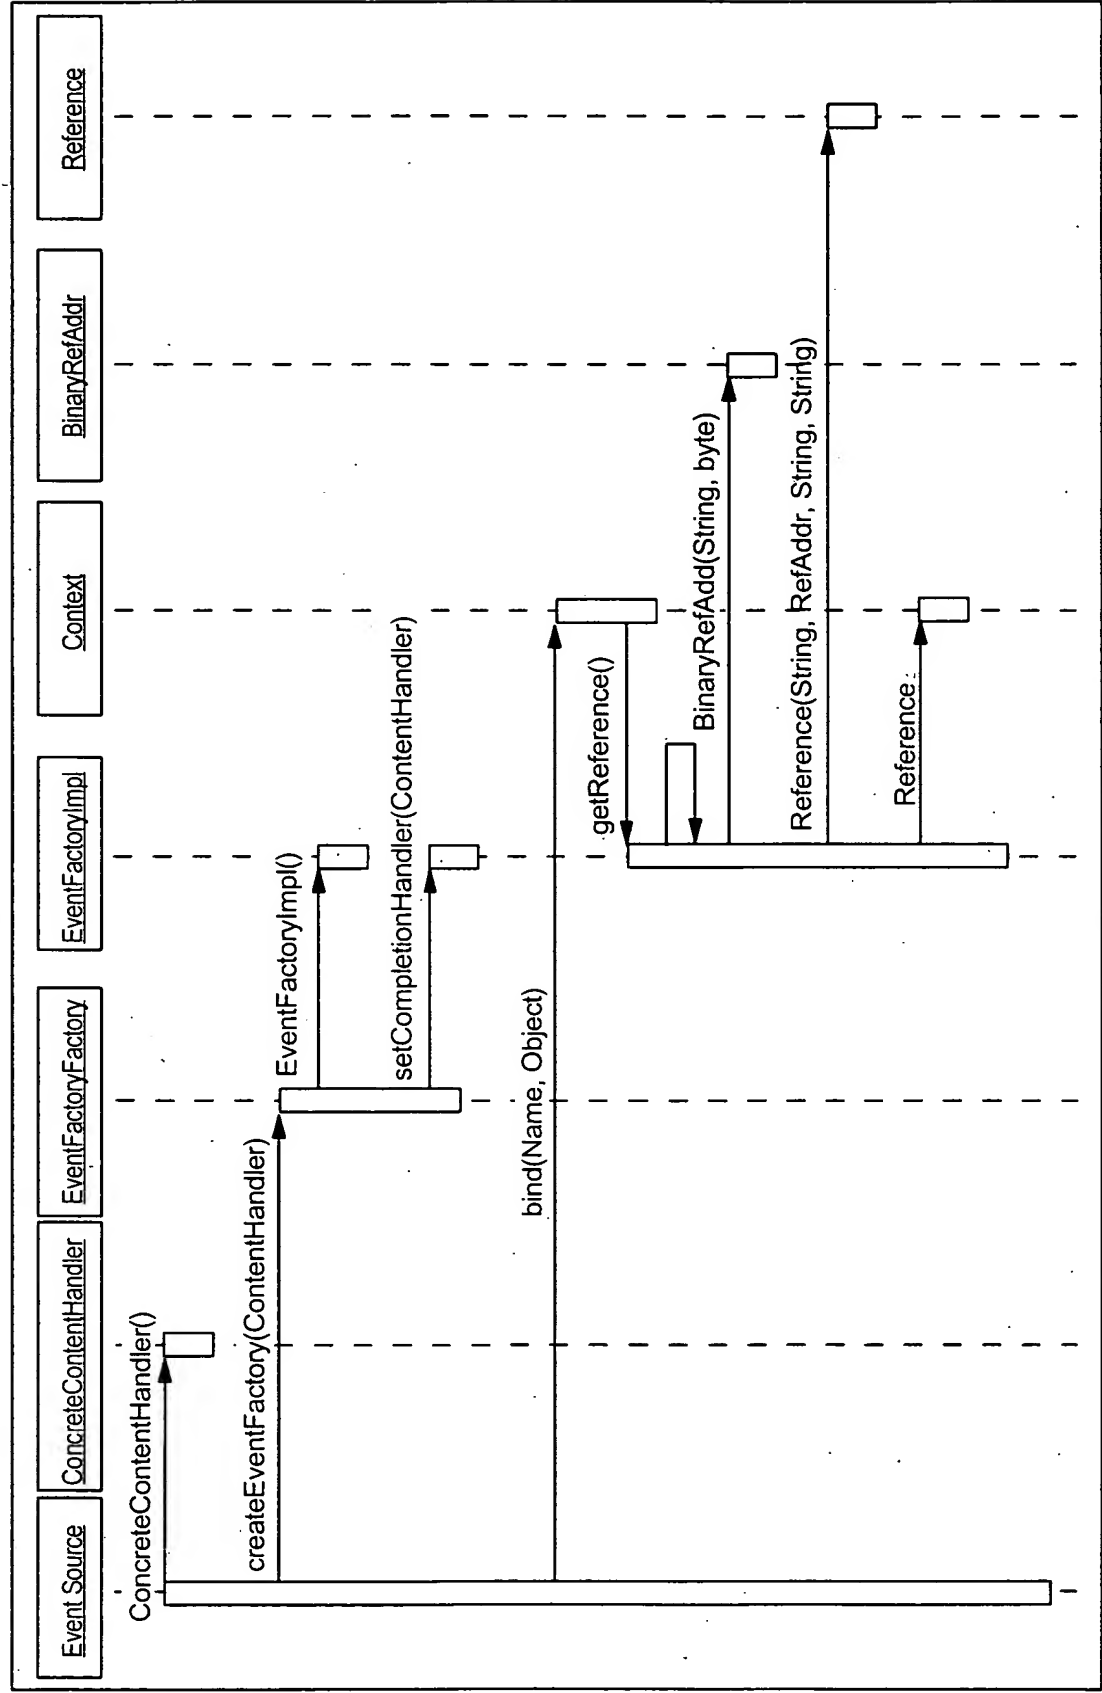 Event Source
ConcreteContentHandler
EventFactoryFactory
EventFactoryImpl
Context
BinaryRefAddr
Reference
ConcreteContentHandler()
createEventFactory(ContentHandler)
EventFactoryImpl()
setCompletionHandler(ContentHandler)
bind(Name, Object)
getReference()
BinaryRefAdd(String, byte)
Reference(String, RefAddr, String, String)
Reference